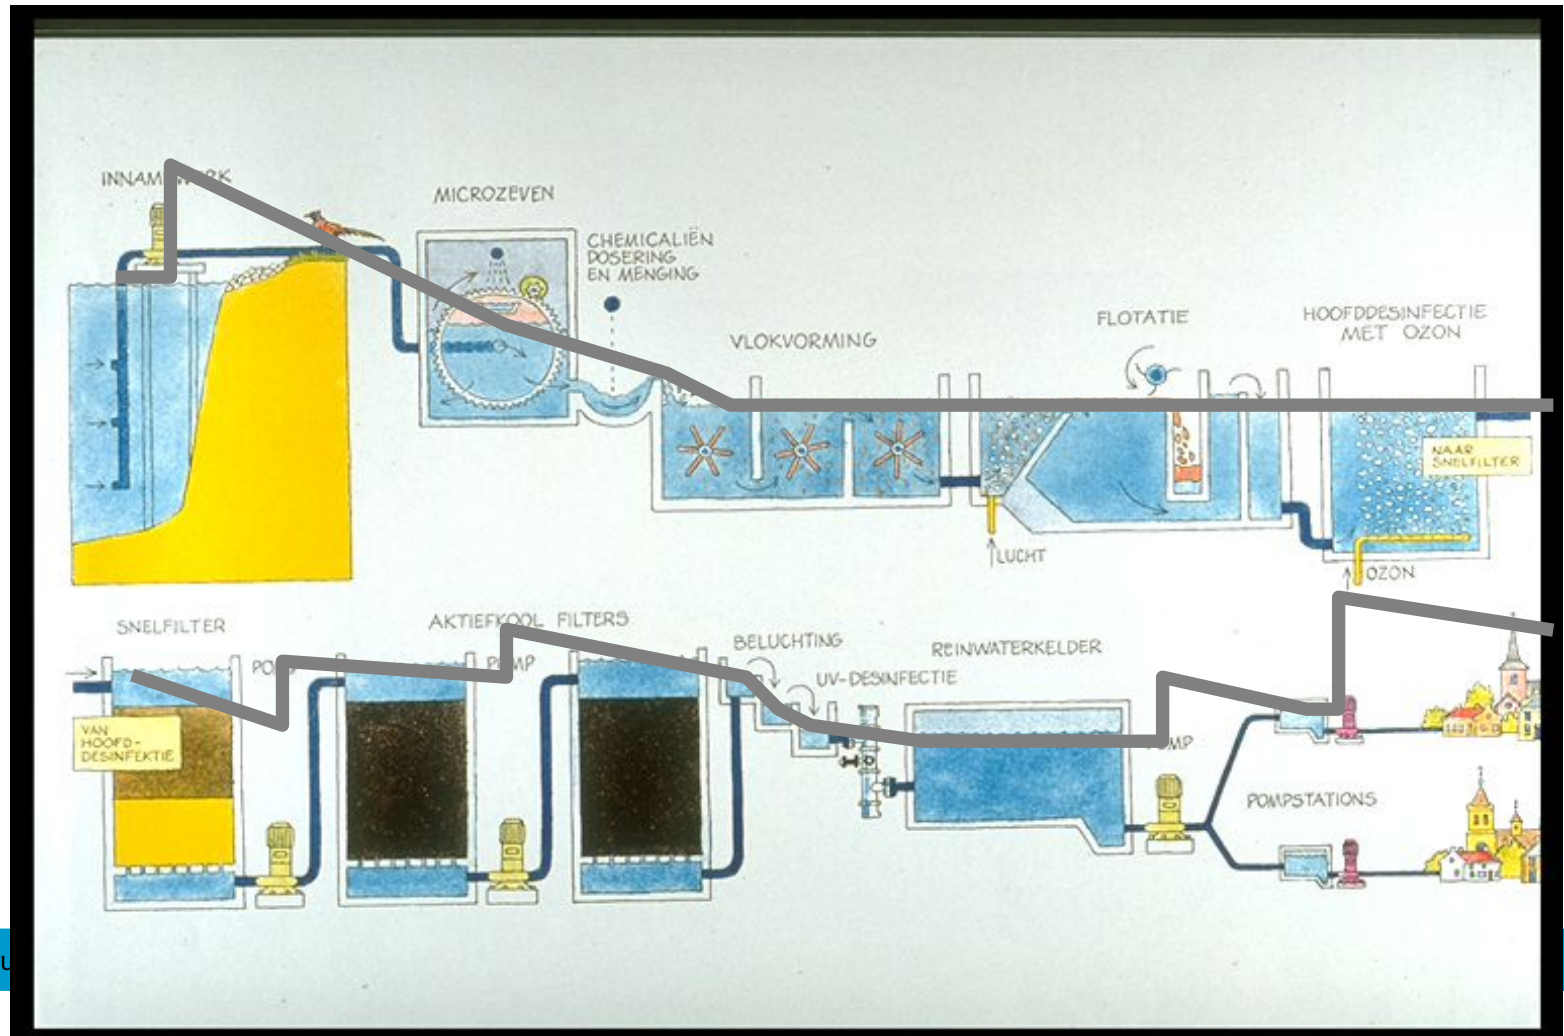 MICROZEVEN
CHEMICALIËN
DOSERING
EN MENGING
VLOKVORMING
FLOTATIE
HOOFDDESINFECTIE
MET OZON
NAAR
SNELFILTER
LUCHT
OZON
SNELFILTER
AKTIEFKOOL FILTERS
BELUCHTING
UV-DESINFECTIE
REINWATERKELDER
VAN
HOOFD-
DESINFEKTIE
POMPSTATIONS
u